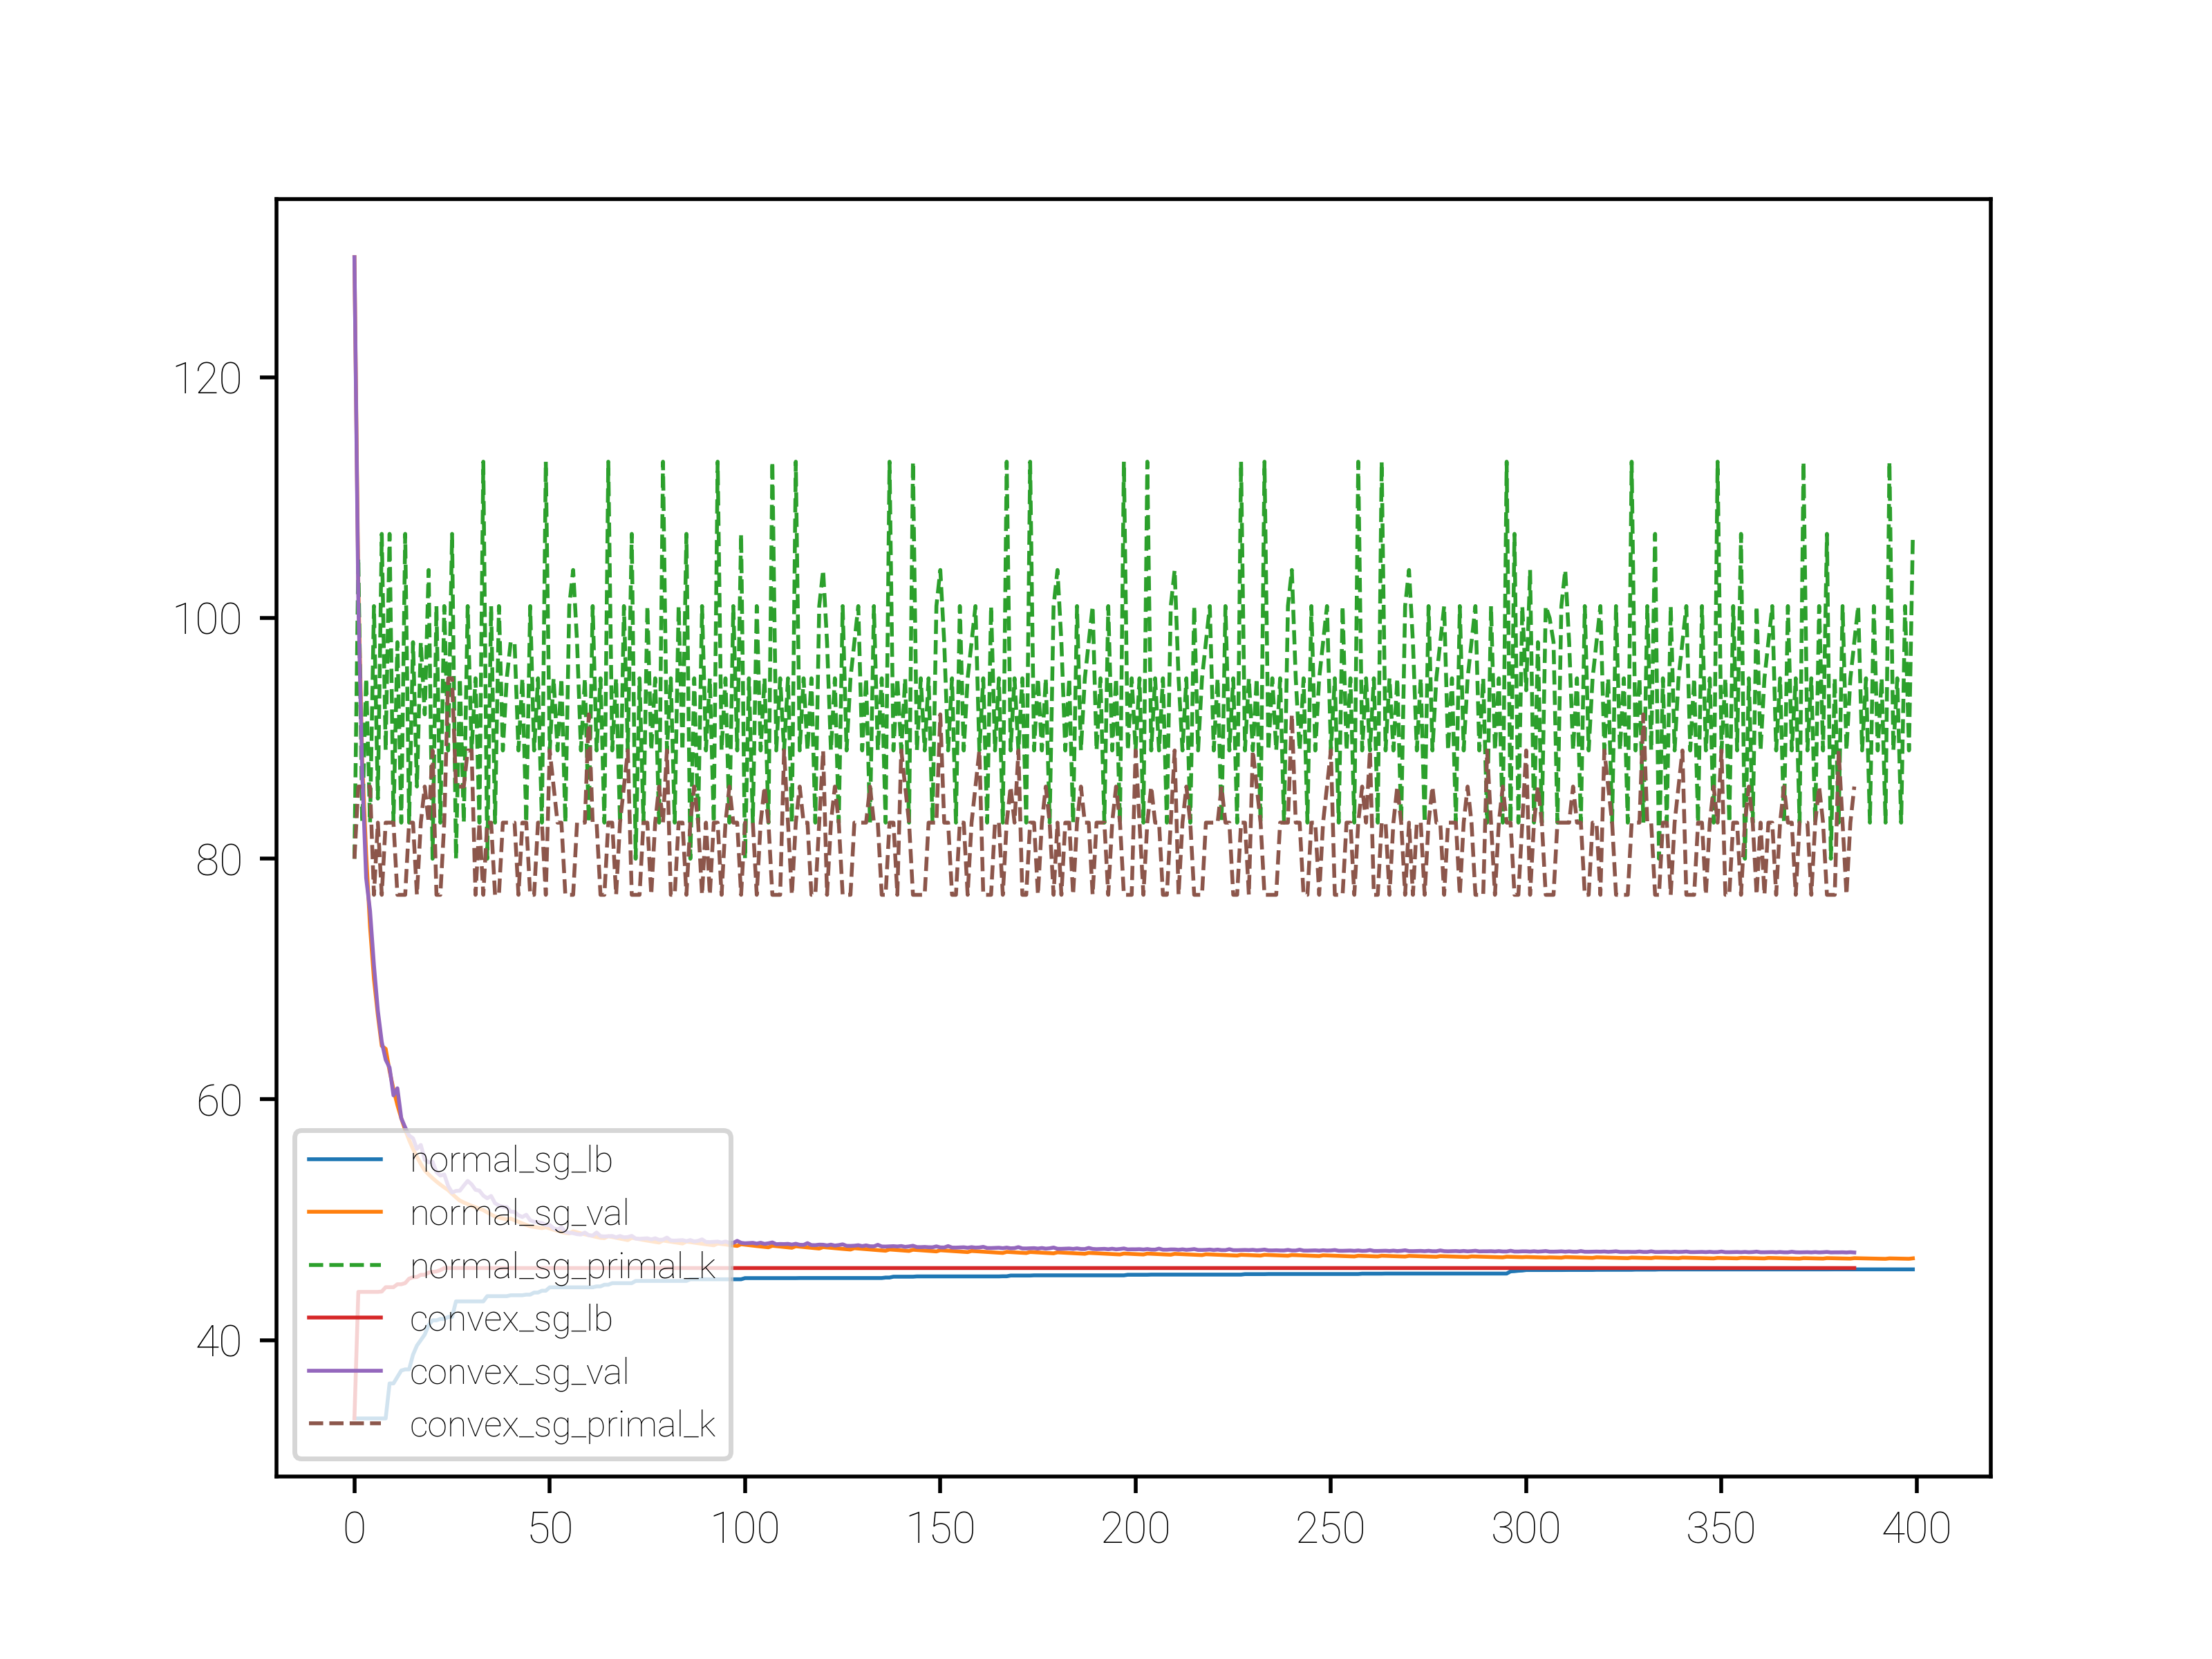 120
100
80
60
40
normal_sg_lb
normal_sg_val
normal_sg_primal_k
convex_sg_lb
convex_sg_val
convex_sg_primal_k
0 50 100 150 200 250 300 350 400